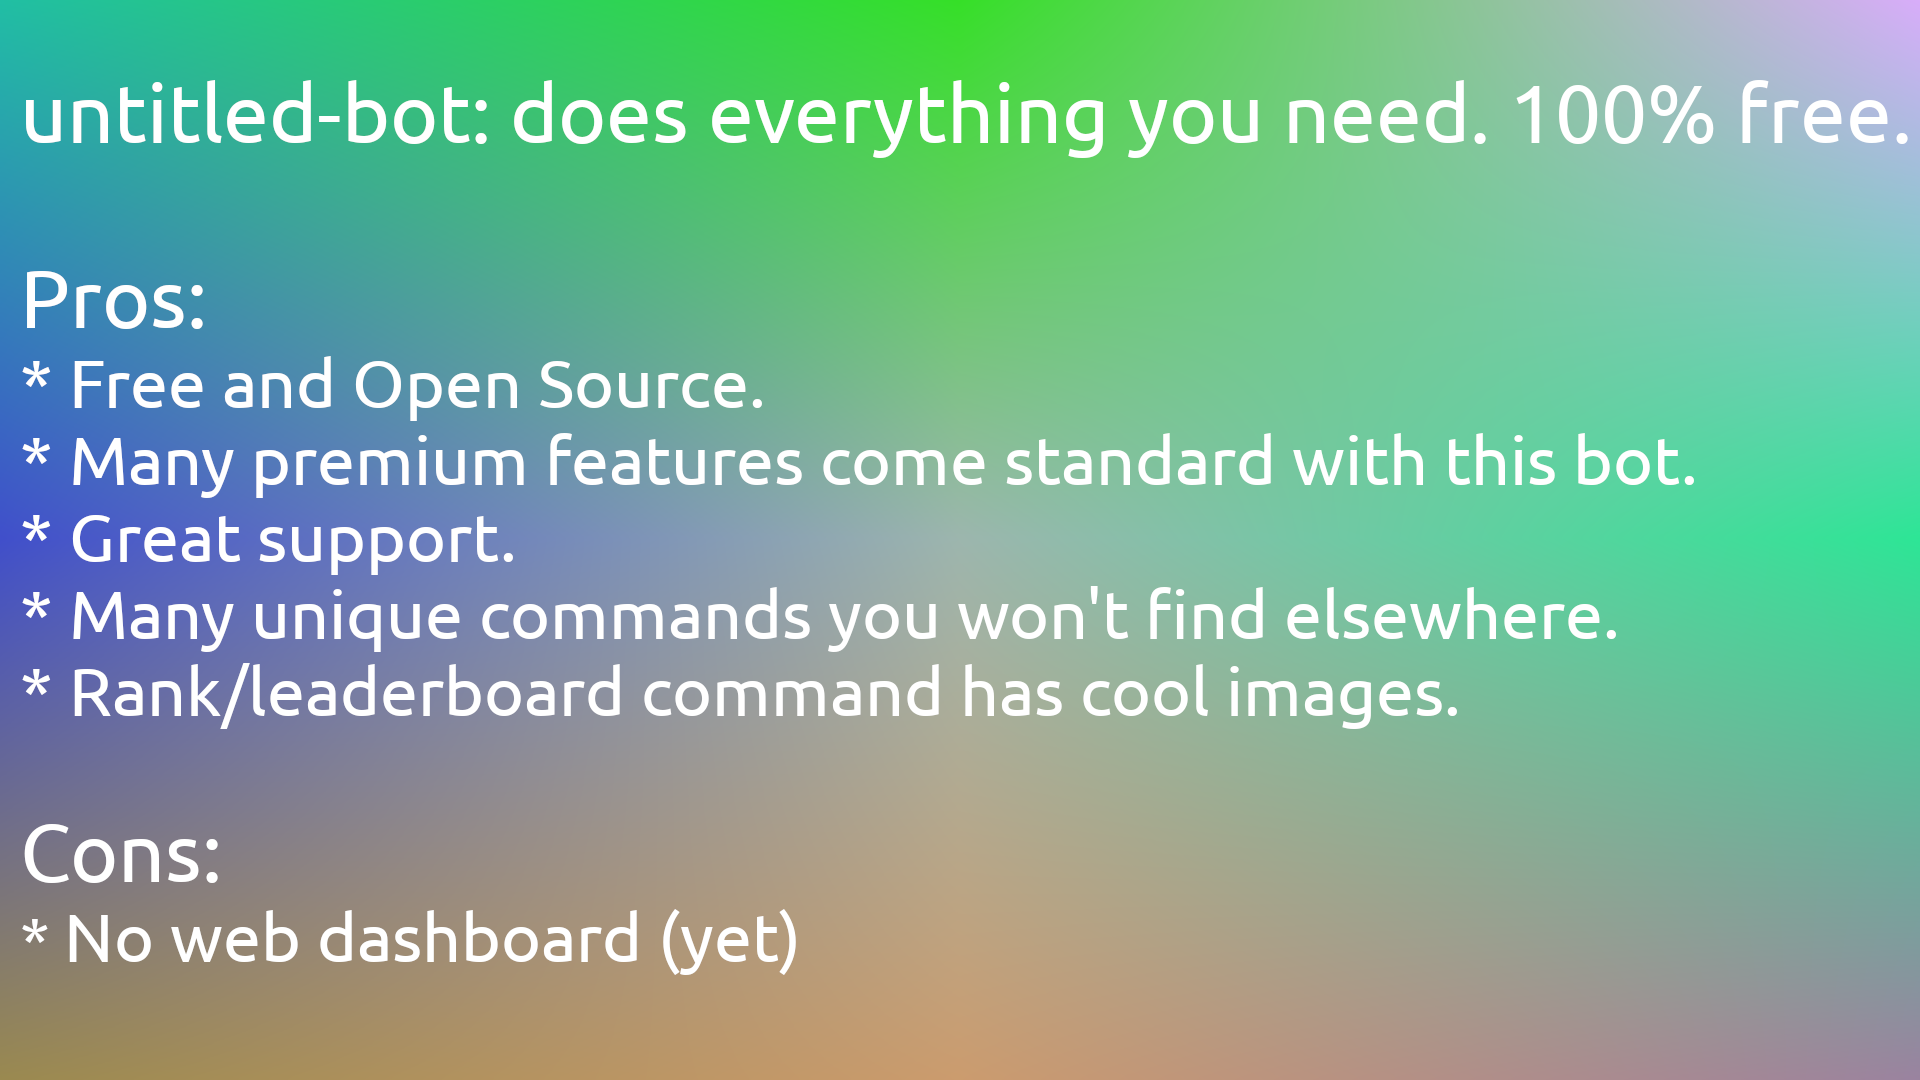 untitled-bot: does everything you need. 100% free.
Pros:
* Free and Open Source.
* Many premium features come standard with this bot.
* Great support.
* Many unique commands you won't find elsewhere.
* Rank/leaderboard command has cool images.
Cons:
* No web dashboard (yet)